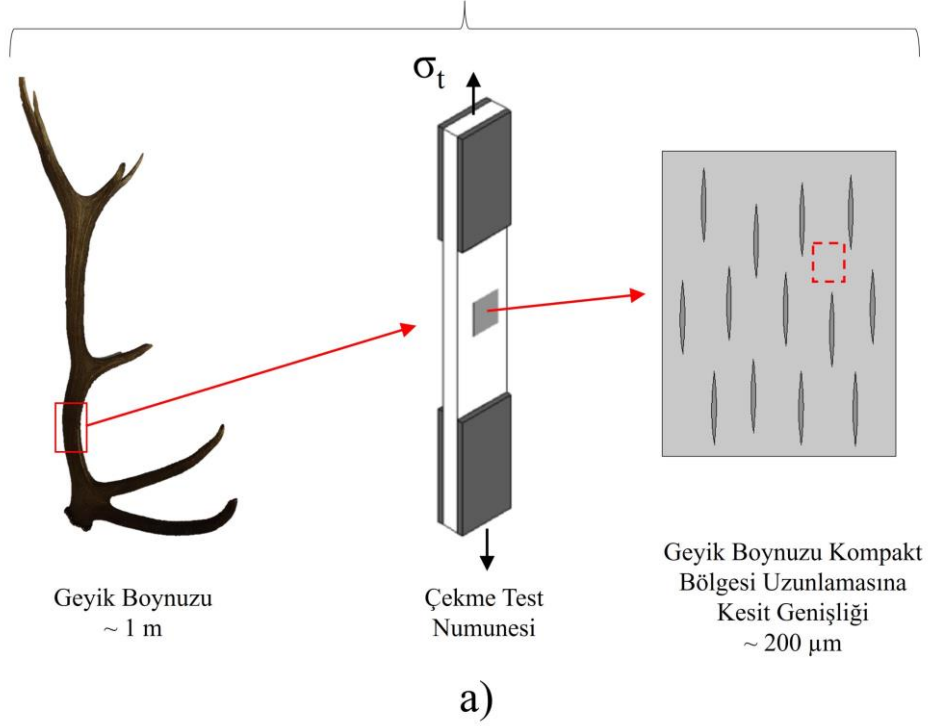 σt
Geyik Boynuzu
~ 1 m
Çekme Test
Numunesi
Geyik Boynuzu Kompakt
Bölgesi Uzunlamasına
Kesit Genişliği
~ 200 µm
a)